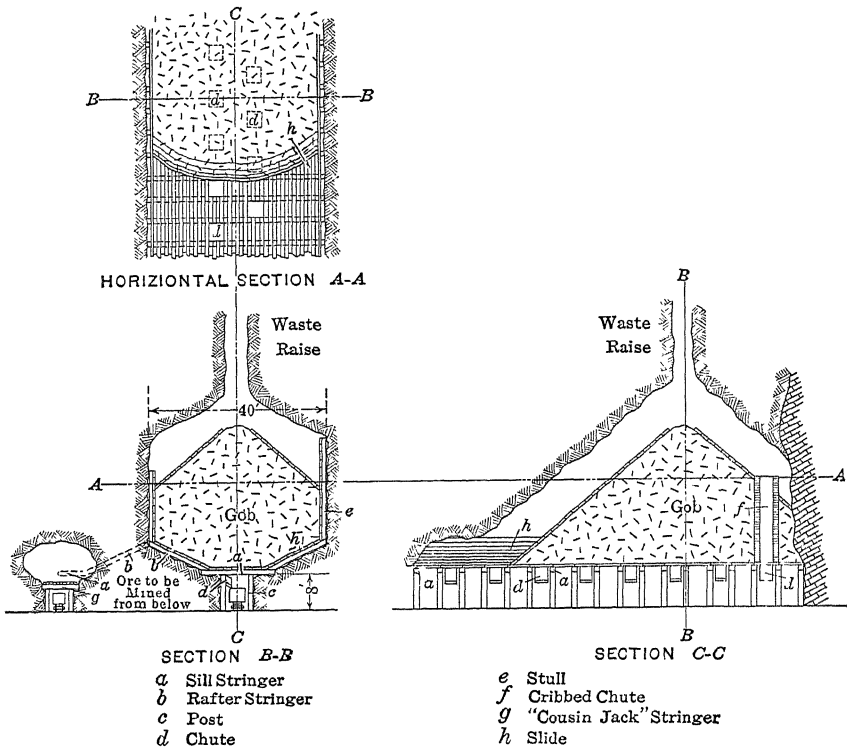 C
B
B
d
d
h
l
HORIZIONTAL SECTION A-A
Waste
Raise
40'
A
Gob
e
b
b
h
a
a
g
Ore to be
Mined
from below
d
c
8'
C
SECTION B-B
B
Waste
Raise
A
f
Gob
h
a
d
a
l
B
SECTION C-C
a Sill Stringer
b Rafter Stringer
c Post
d Chute
e Stull
f Cribbed Chute
g "Cousin Jack" Stringer
h Slide